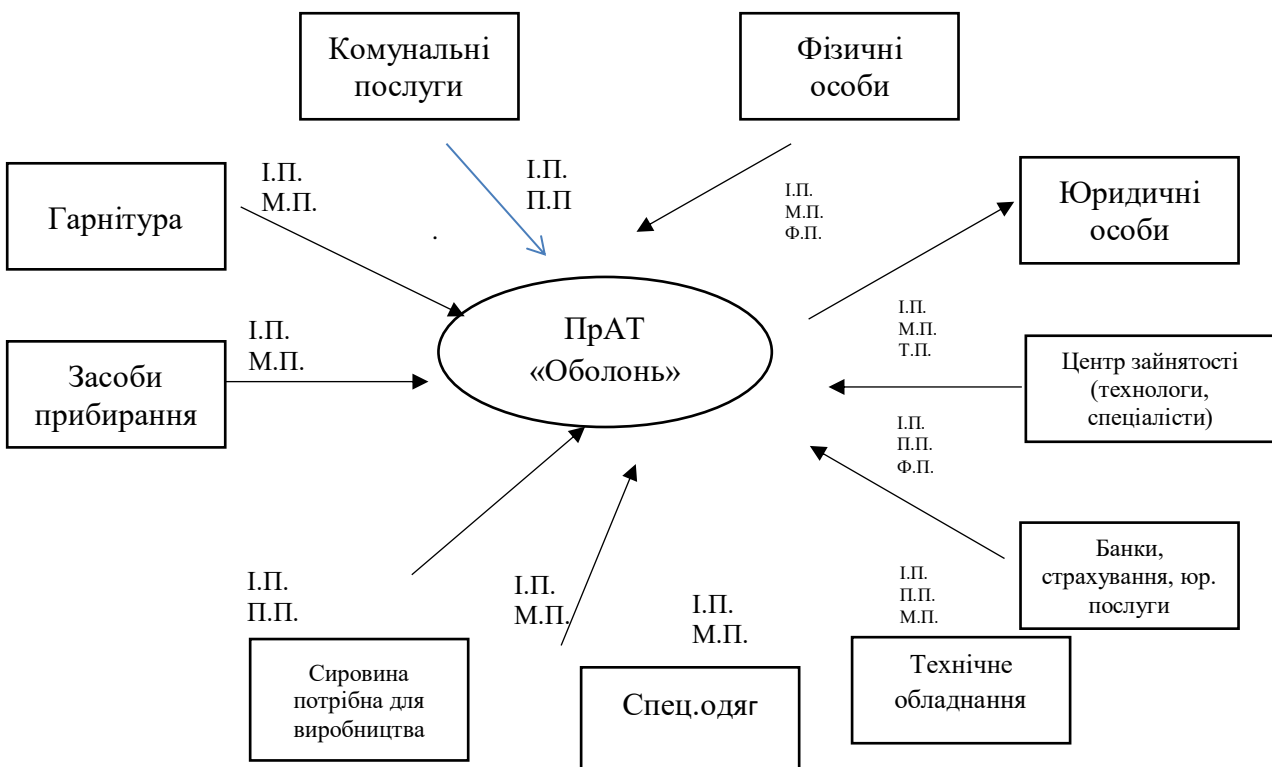 Комунальні
послуги
Фізичні
особи
Гарнітура
І.П.
М.П.
І.П.
П.П
.
І.П.
М.П.
Ф.П.
Юридичні
особи
ПрАТ
«Оболонь»
І.П.
М.П.
Т.П.
Засоби
прибирання
І.П.
М.П.
Центр зайнятості
(технологи,
спеціалісти)
І.П.
П.П.
Ф.П.
Банки,
страхування, юр.
послуги
І.П.
П.П.
І.П.
М.П.
І.П.
М.П.
І.П.
П.П.
М.П.
Сировина
потрібна для
виробництва
Спец.одяг
Технічне
обладнання